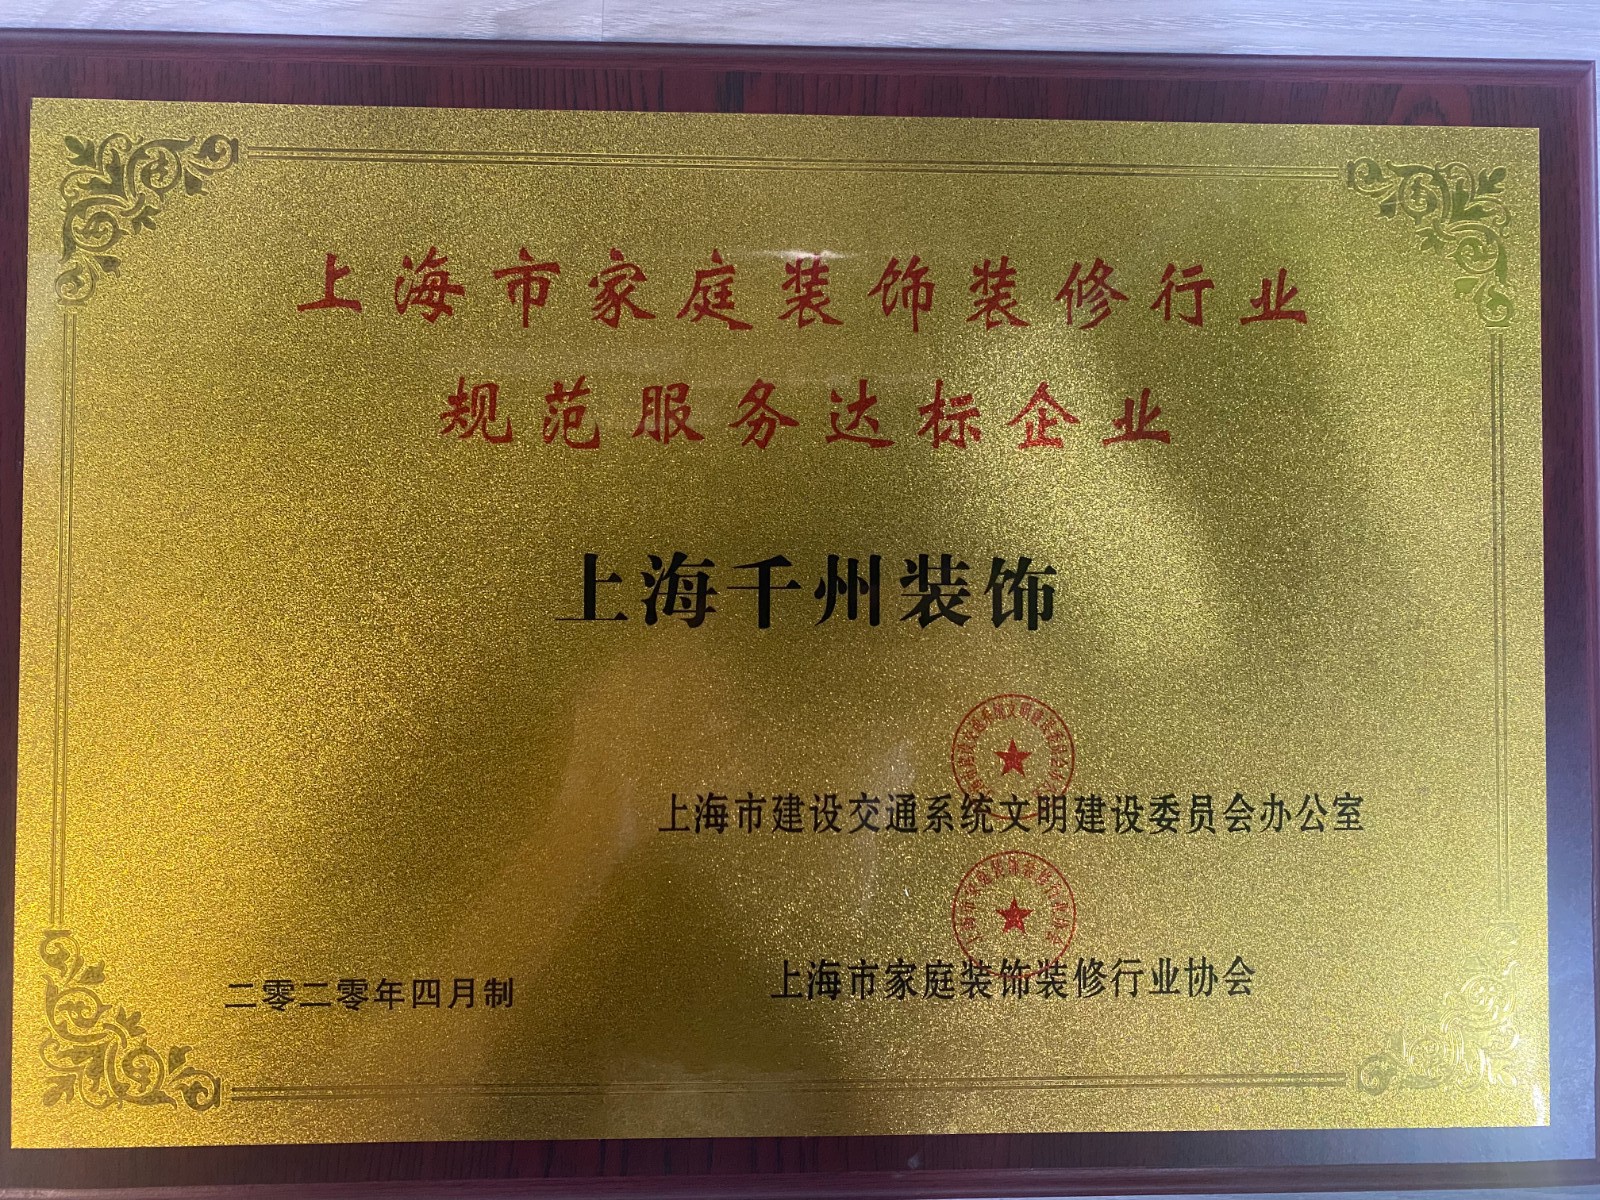 上海市家庭装饰装修行业
规范服务达标企业
上海千州装饰
上海市建设交通系统文明建设委员会办公室
上海市家庭装饰装修行业协会
二零二零年四月制